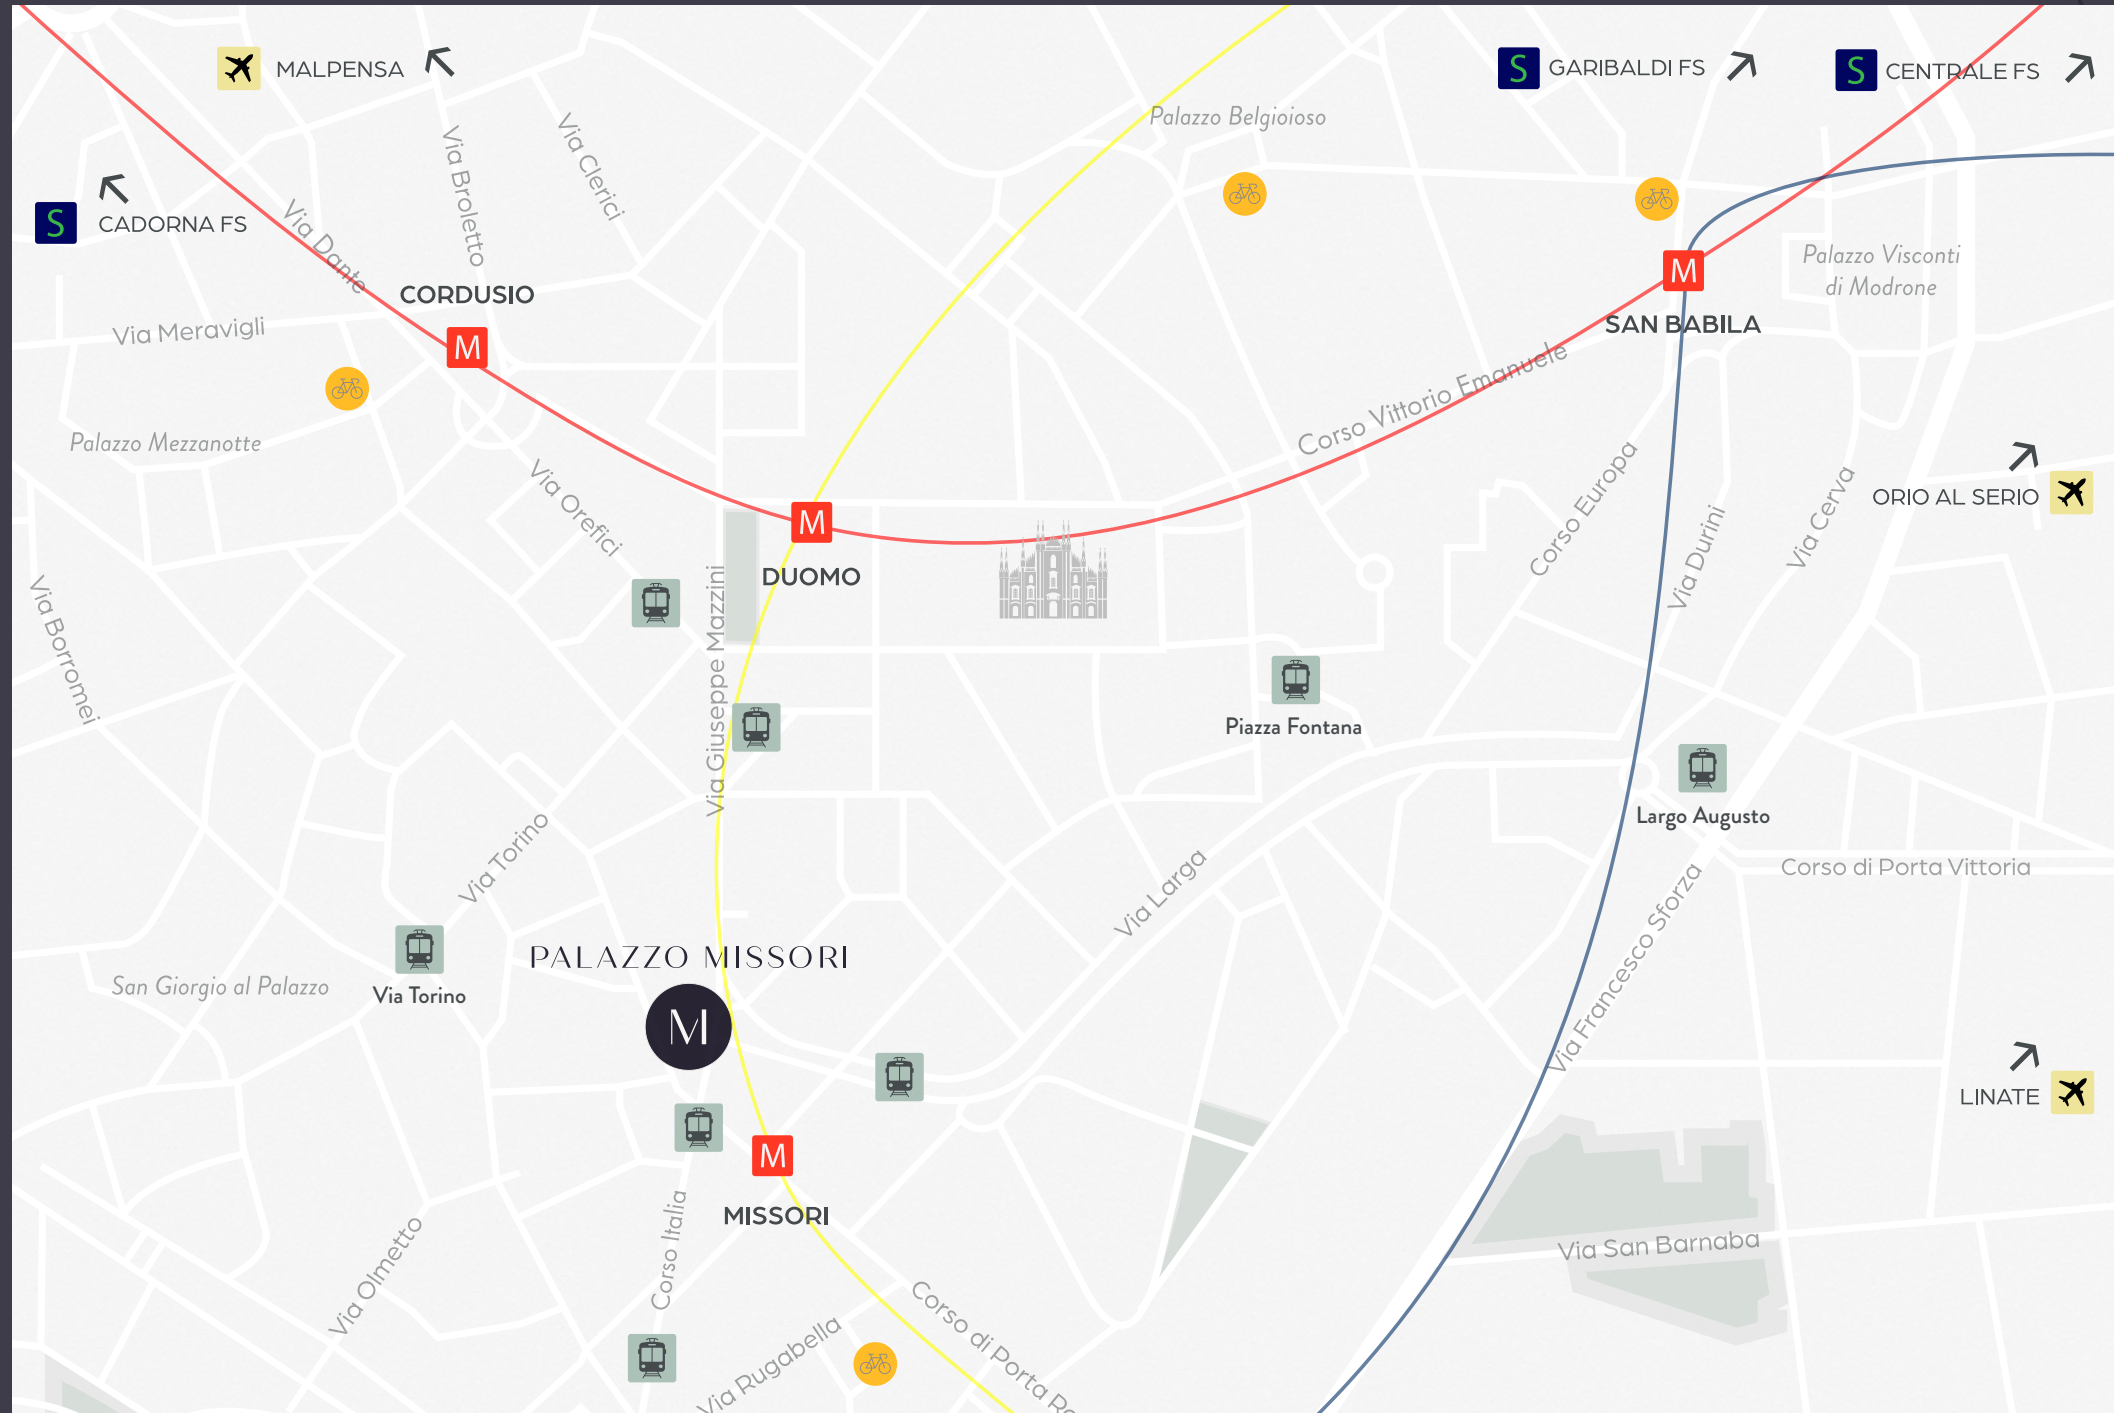 MALPENSA
S GARIBALDI FS
S CENTRALE FS
Palazzo Belgioioso
Via Broletto
Via Clerici
S CADORNA FS
Via Dante
CORDUSIO
M
Via Meravigli
Palazzo Mezzanotte
Via Orefici
M
SAN BABILA
Palazzo Visconti
di Modrone
Corso Vittorio Emanuele
Corso Europa
Via Durini
Via Cerva
ORIO AL SERIO
M
DUOMO
Via Giuseppe Mazzini
Via Borromei
Piazza Fontana
Largo Augusto
Corso di Porta Vittoria
Via Torino
Via Larga
Via Francesco Sforza
PALAZZO MISSORI
M
San Giorgio al Palazzo
Via Torino
LINATE
M
MISSORI
Corso Italia
Via Olmetto
Via Rugabella
Corso di Porta Ro
Via San Barnaba